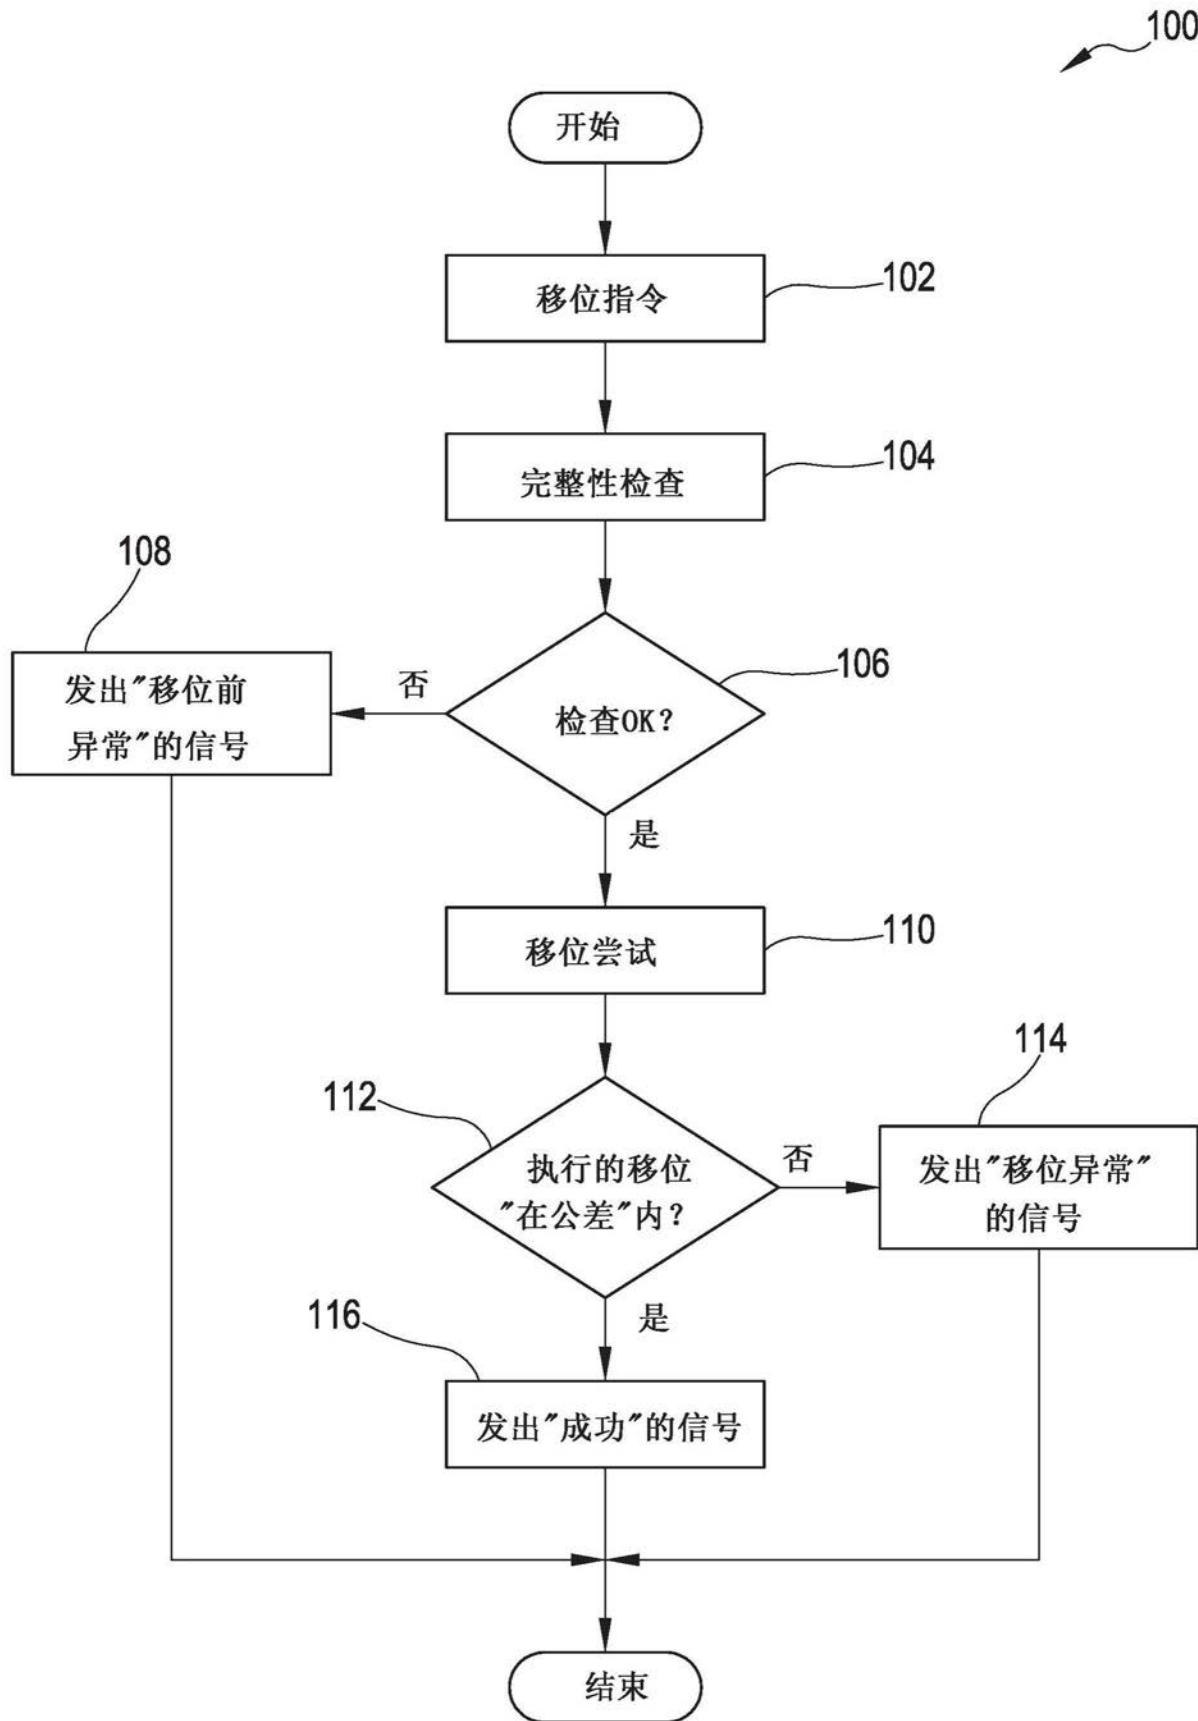 100
开始
移位指令
102
完整性检查
104
108
发出"移位前
异常"的信号
否
检查OK？
106
是
移位尝试
110
112
执行的移位
"在公差"内？
否
114
发出"移位异常"
的信号
是
116
发出"成功"的信号
结束